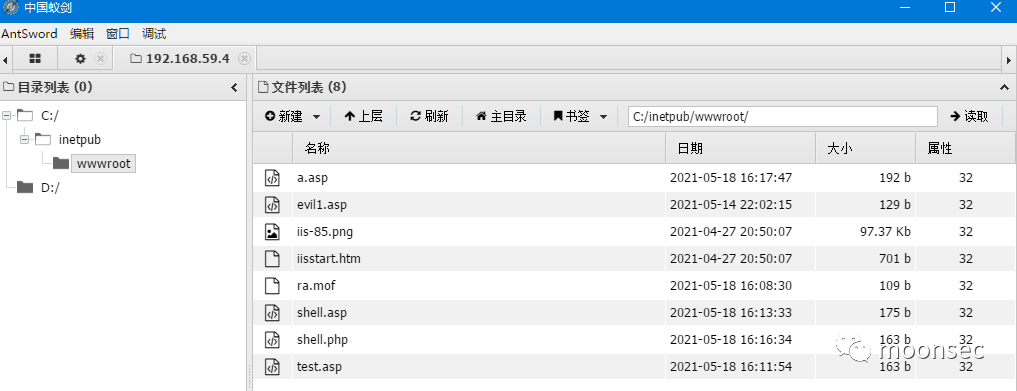 中国蚁剑
AntSword 编辑 窗口 调试
192.168.59.4
目录列表 (0)
C:/
inetpub
wwwroot
D:/
文件列表 (8)
新建 上层 刷新 主目录 书签 C:/inetpub/wwwroot/ 读取
名称 日期 大小 属性
a.asp 2021-05-18 16:17:47 192 b 32
evil1.asp 2021-05-14 22:02:15 129 b 32
iis-85.png 2021-04-27 20:50:07 97.37 Kb 32
iisstart.htm 2021-04-27 20:50:07 701 b 32
ra.mof 2021-05-18 16:08:30 109 b 32
shell.asp 2021-05-18 16:13:33 175 b 32
shell.php 2021-05-18 16:16:34 163 b 32
test.asp 2021-05-18 16:11:54 163 b 32
moonsec